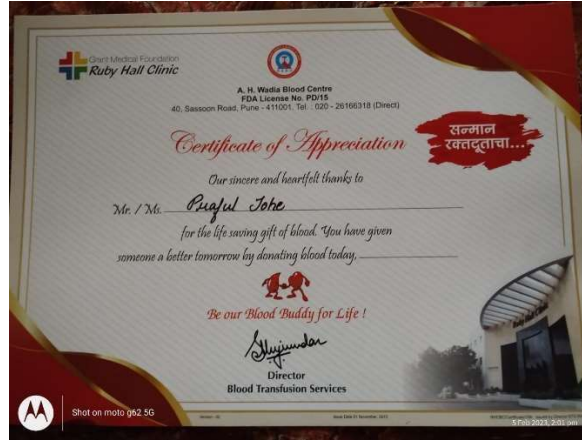 Grant Medical Foundation
Ruby Hall Clinic
A. H. Wadia Blood Centre
FDA License No. PD/15
40, Sassoon Road, Pune - 411001, Tel. : 020 - 26166318 (Direct)
Certificate of Appreciation
सन्मान
रक्तदूताचा...
Our sincere and heartfelt thanks to
Mr. / Ms. Praful Johe
for the life saving gift of blood. You have given
someone a better tomorrow by donating blood today,
Be our Blood Buddy for Life !
Ruby Hall Clinic
Director
Blood Transfusion Services
Shot on moto g62 5G
5 Feb 2023, 2:01 pm